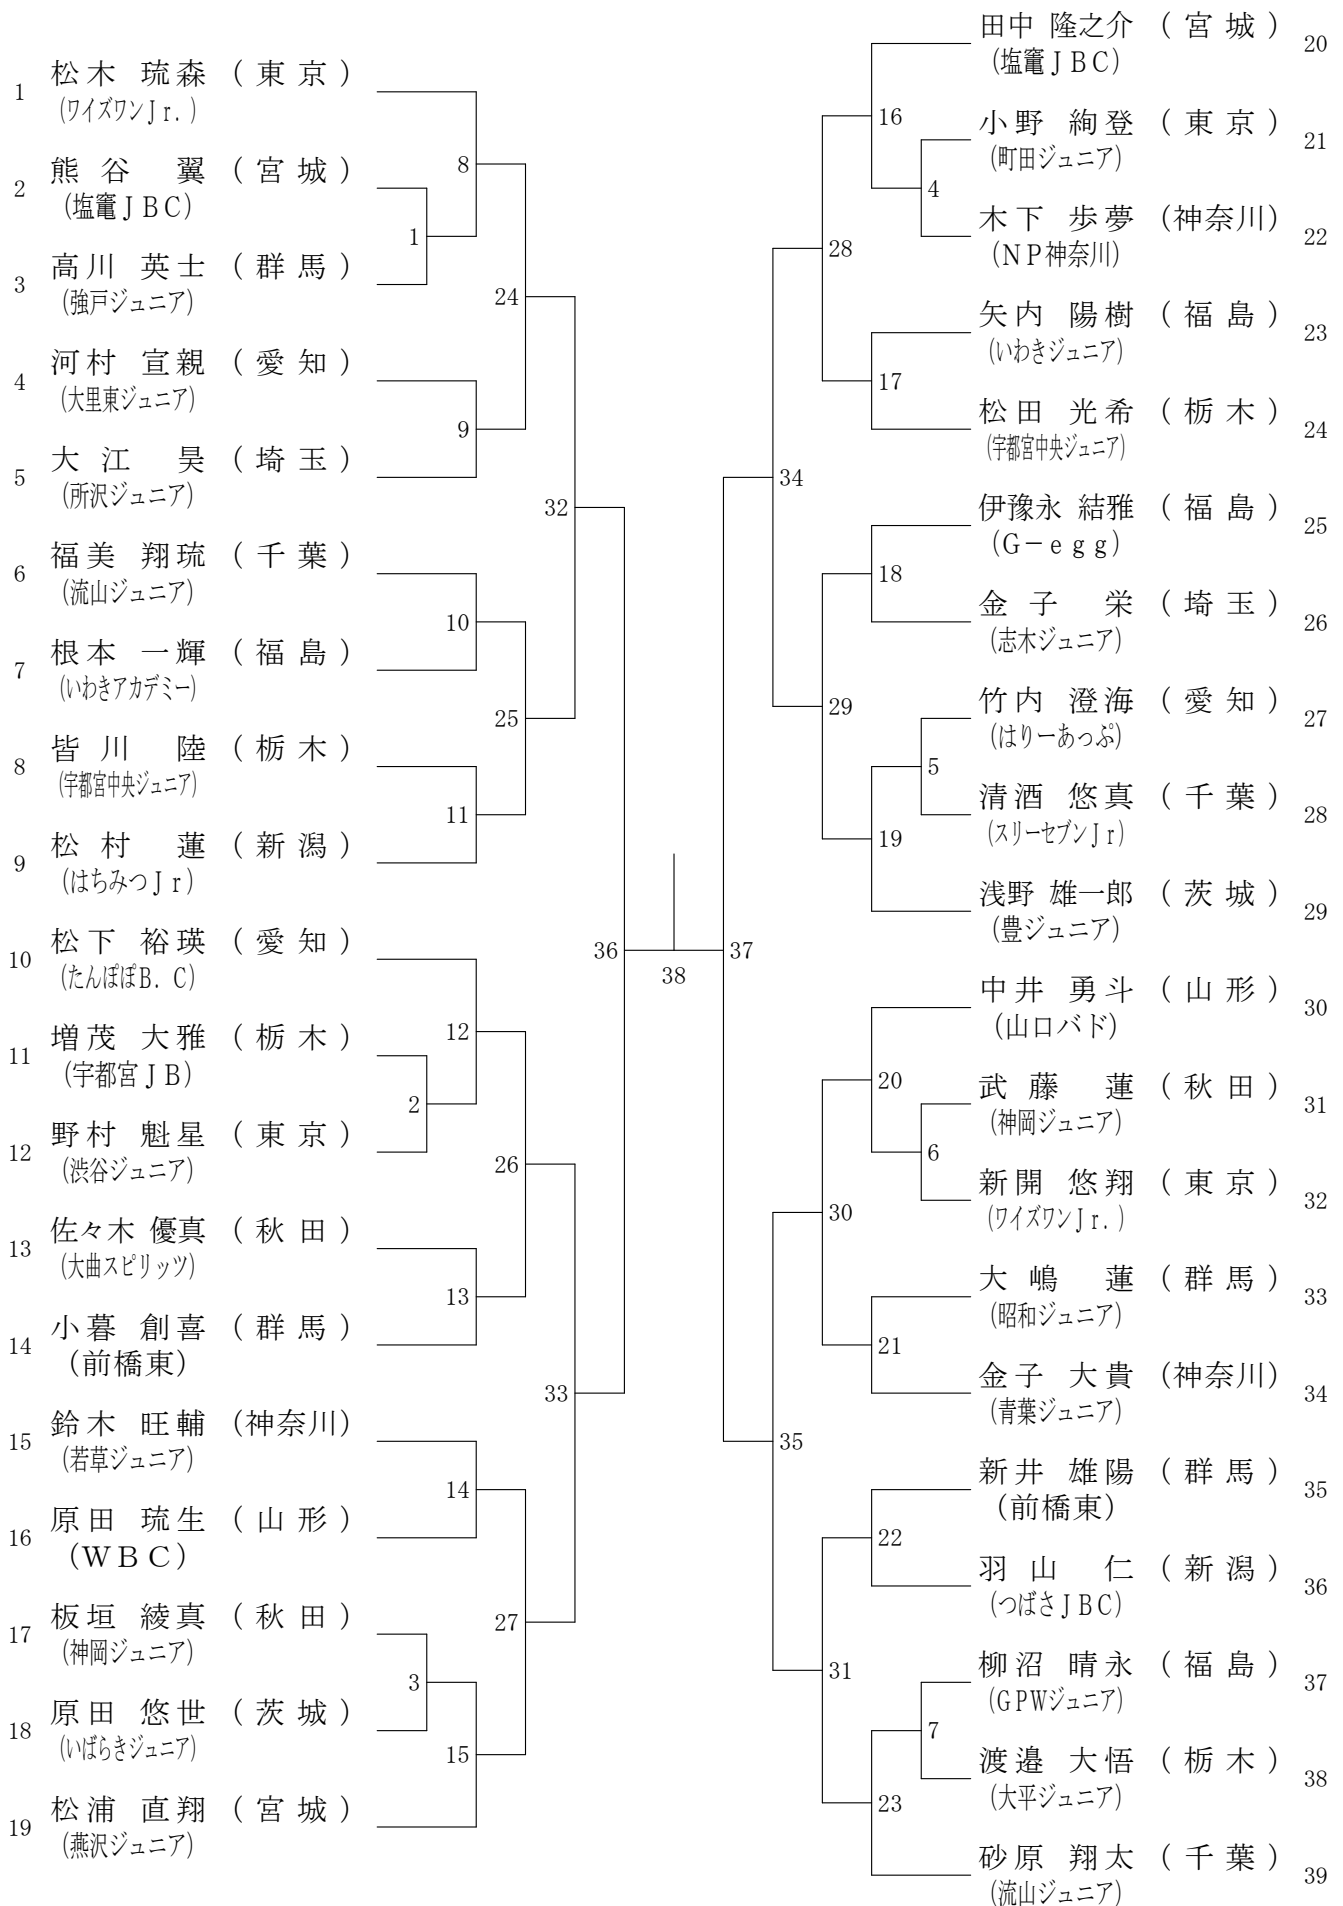 1 松木 琉森 (東京)
(ワイズワンJr.)
2 熊谷 翼 (宮城)
(塩竃JBC)
3 高川 英士 (群馬)
(強戸ジュニア)
4 河村 宣親 (愛知)
(大里東ジュニア)
5 大江 昊 (埼玉)
(所沢ジュニア)
6 福美 翔琉 (千葉)
(流山ジュニア)
7 根本 一輝 (福島)
(いわきアカデミー)
8 皆川 陸 (栃木)
(宇都宮中央ジュニア)
9 松村 蓮 (新潟)
(はちみつJr)
10 松下 裕瑛 (愛知)
(たんぽぽB.C)
11 増茂 大雅 (栃木)
(宇都宮JB)
12 野村 魁星 (東京)
(渋谷ジュニア)
13 佐々木 優真 (秋田)
(大曲スピリッツ)
14 小暮 創喜 (群馬)
(前橋東)
15 鈴木 旺輔 (神奈川)
(若草ジュニア)
16 原田 琉生 (山形)
(WBC)
17 板垣 綾真 (秋田)
(神岡ジュニア)
18 原田 悠世 (茨城)
(いばらきジュニア)
19 松浦 直翔 (宮城)
(燕沢ジュニア)
1
2
3
8
9
10
11
12
13
14
15
24
25
26
27
32
33
36
38
37
34
35
28
29
30
31
16
17
18
19
20
21
22
23
4
5
6
7
田中 隆之介 (宮城) 20
(塩竃JBC)
小野 絢登 (東京) 21
(町田ジュニア)
木下 歩夢 (神奈川) 22
(NP神奈川)
矢内 陽樹 (福島) 23
(いわきジュニア)
松田 光希 (栃木) 24
(宇都宮中央ジュニア)
伊豫永 結雅 (福島) 25
(G-egg)
金子 栄 (埼玉) 26
(志木ジュニア)
竹内 澄海 (愛知) 27
(はりーあっぷ)
清酒 悠真 (千葉) 28
(スリーセブンJr)
浅野 雄一郎 (茨城) 29
(豊ジュニア)
中井 勇斗 (山形) 30
(山口バド)
武藤 蓮 (秋田) 31
(神岡ジュニア)
新開 悠翔 (東京) 32
(ワイズワンJr.)
大嶋 蓮 (群馬) 33
(昭和ジュニア)
金子 大貴 (神奈川) 34
(青葉ジュニア)
新井 雄陽 (群馬) 35
(前橋東)
羽山 仁 (新潟) 36
(つばさJBC)
柳沼 晴永 (福島) 37
(GPWジュニア)
渡邉 大悟 (栃木) 38
(大平ジュニア)
砂原 翔太 (千葉) 39
(流山ジュニア)